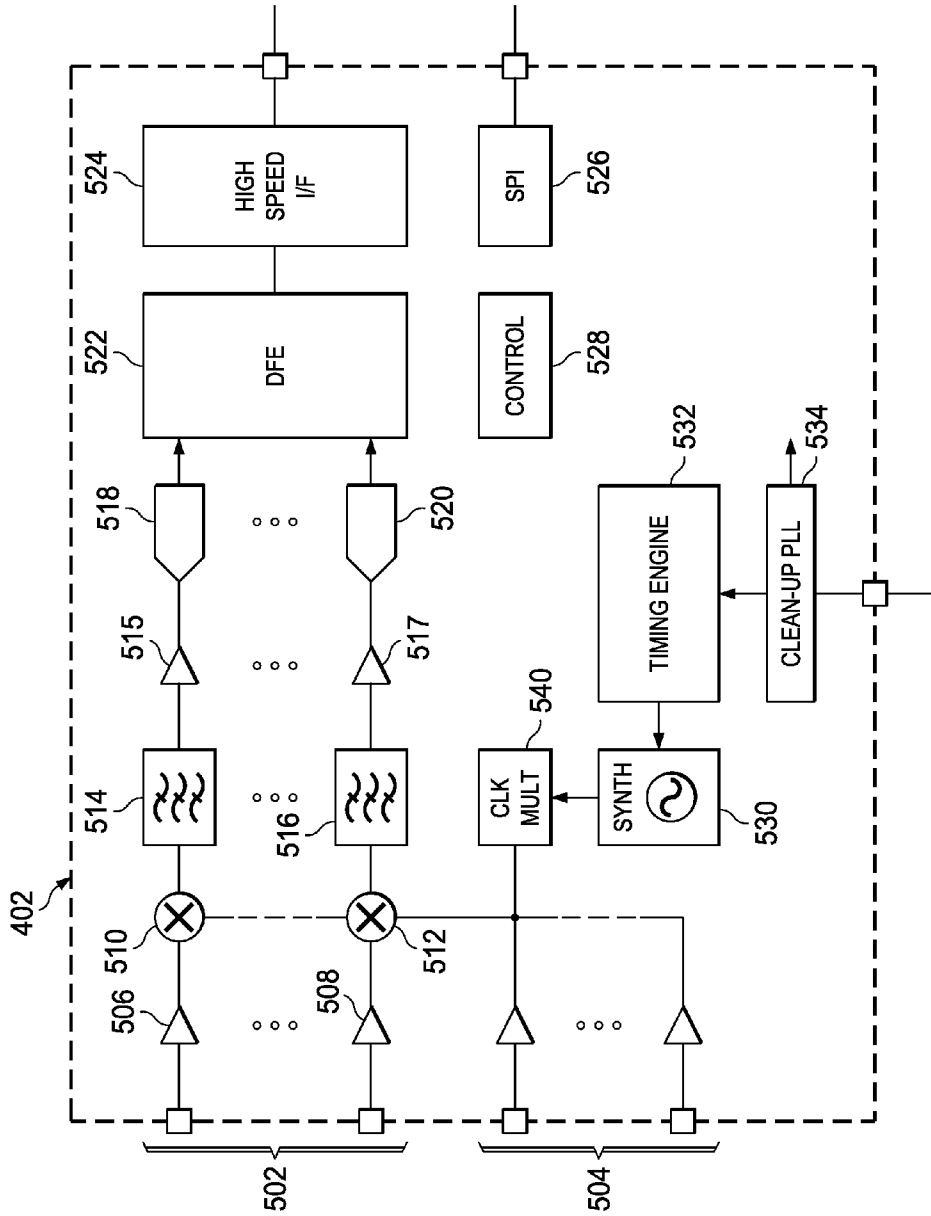 402
502
506
510
514
515
518
522
DFE
524
HIGH
SPEED
I/F
508
512
516
517
520
504
CLK
MULT
540
SYNTH
530
TIMING ENGINE
532
CLEAN-UP PLL
534
CONTROL
528
SPI
526